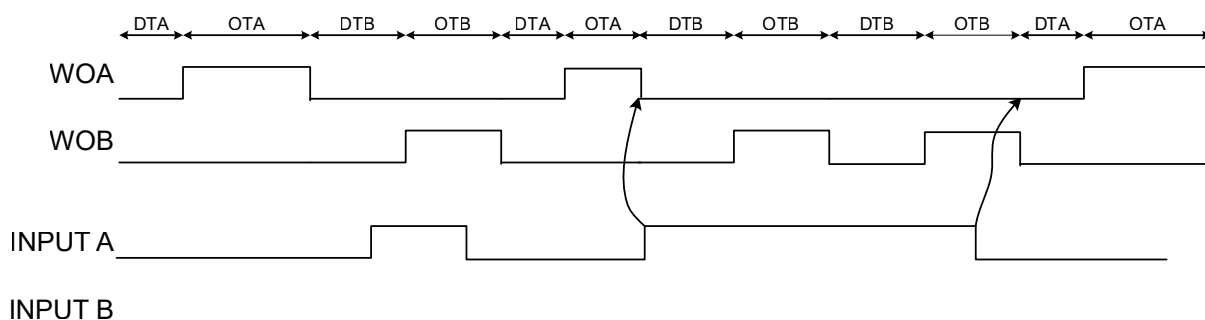 DTA OTA DTB OTB DTA OTA DTB OTB DTB OTB DTA OTA
WOA
WOB
INPUT A
INPUT B